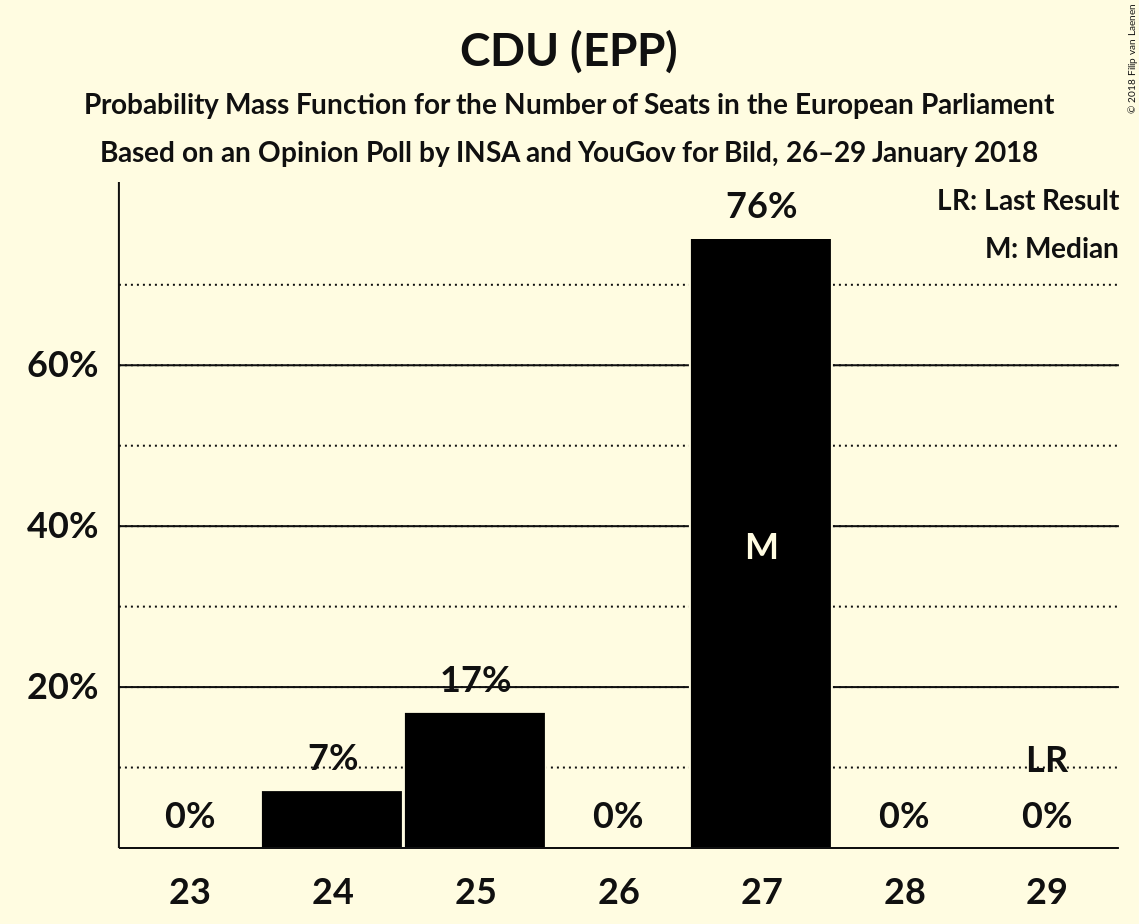 CDU (EPP)
Probability Mass Function for the Number of Seats in the European Parliament
Based on an Opinion Poll by INSA and YouGov for Bild, 26–29 January 2018
© 2018 Filip van Laenen
LR: Last Result
M: Median
76%
60%
40%
M
20%
17%
7%
LR
0%
0%
0%
0%
23
24
25
26
27
28
29